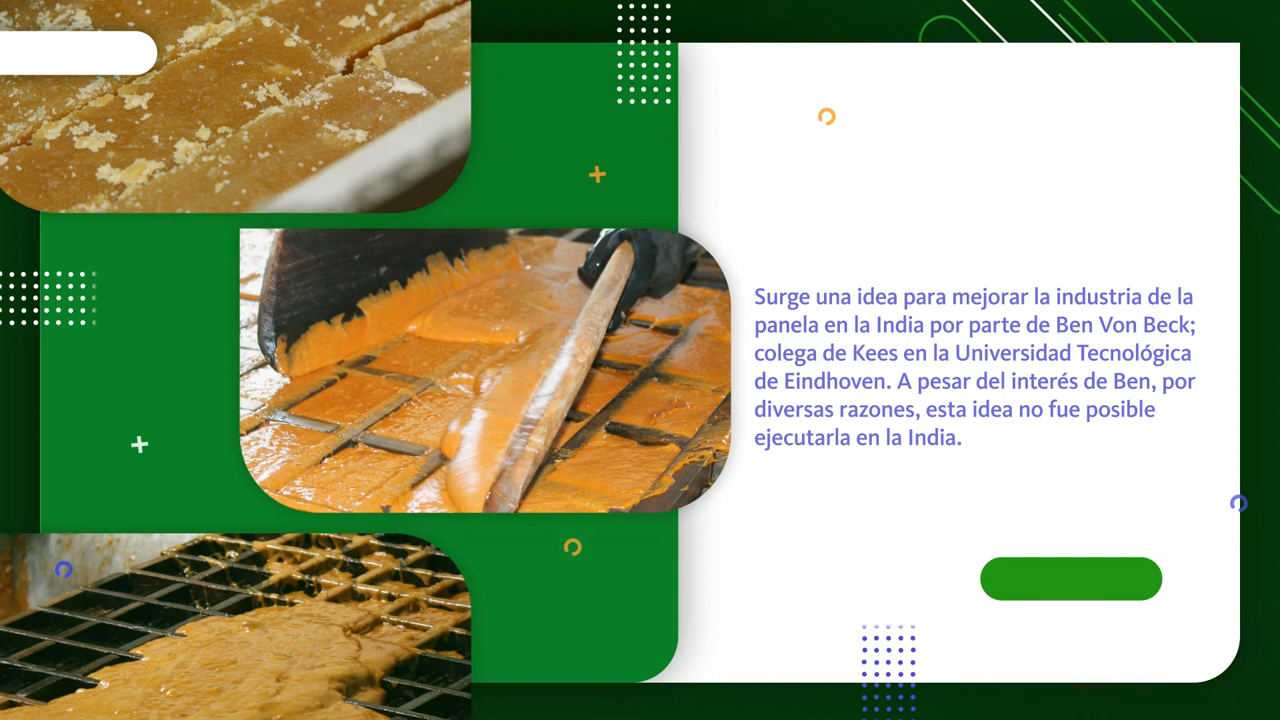 Surge una idea para mejorar la industria de la
panela en la India por parte de Ben Von Beck;
colega de Kees en la Universidad Tecnológica
de Eindhoven. A pesar del interés de Ben, por
diversas razones, esta idea no fue posible
ejecutarla en la India.